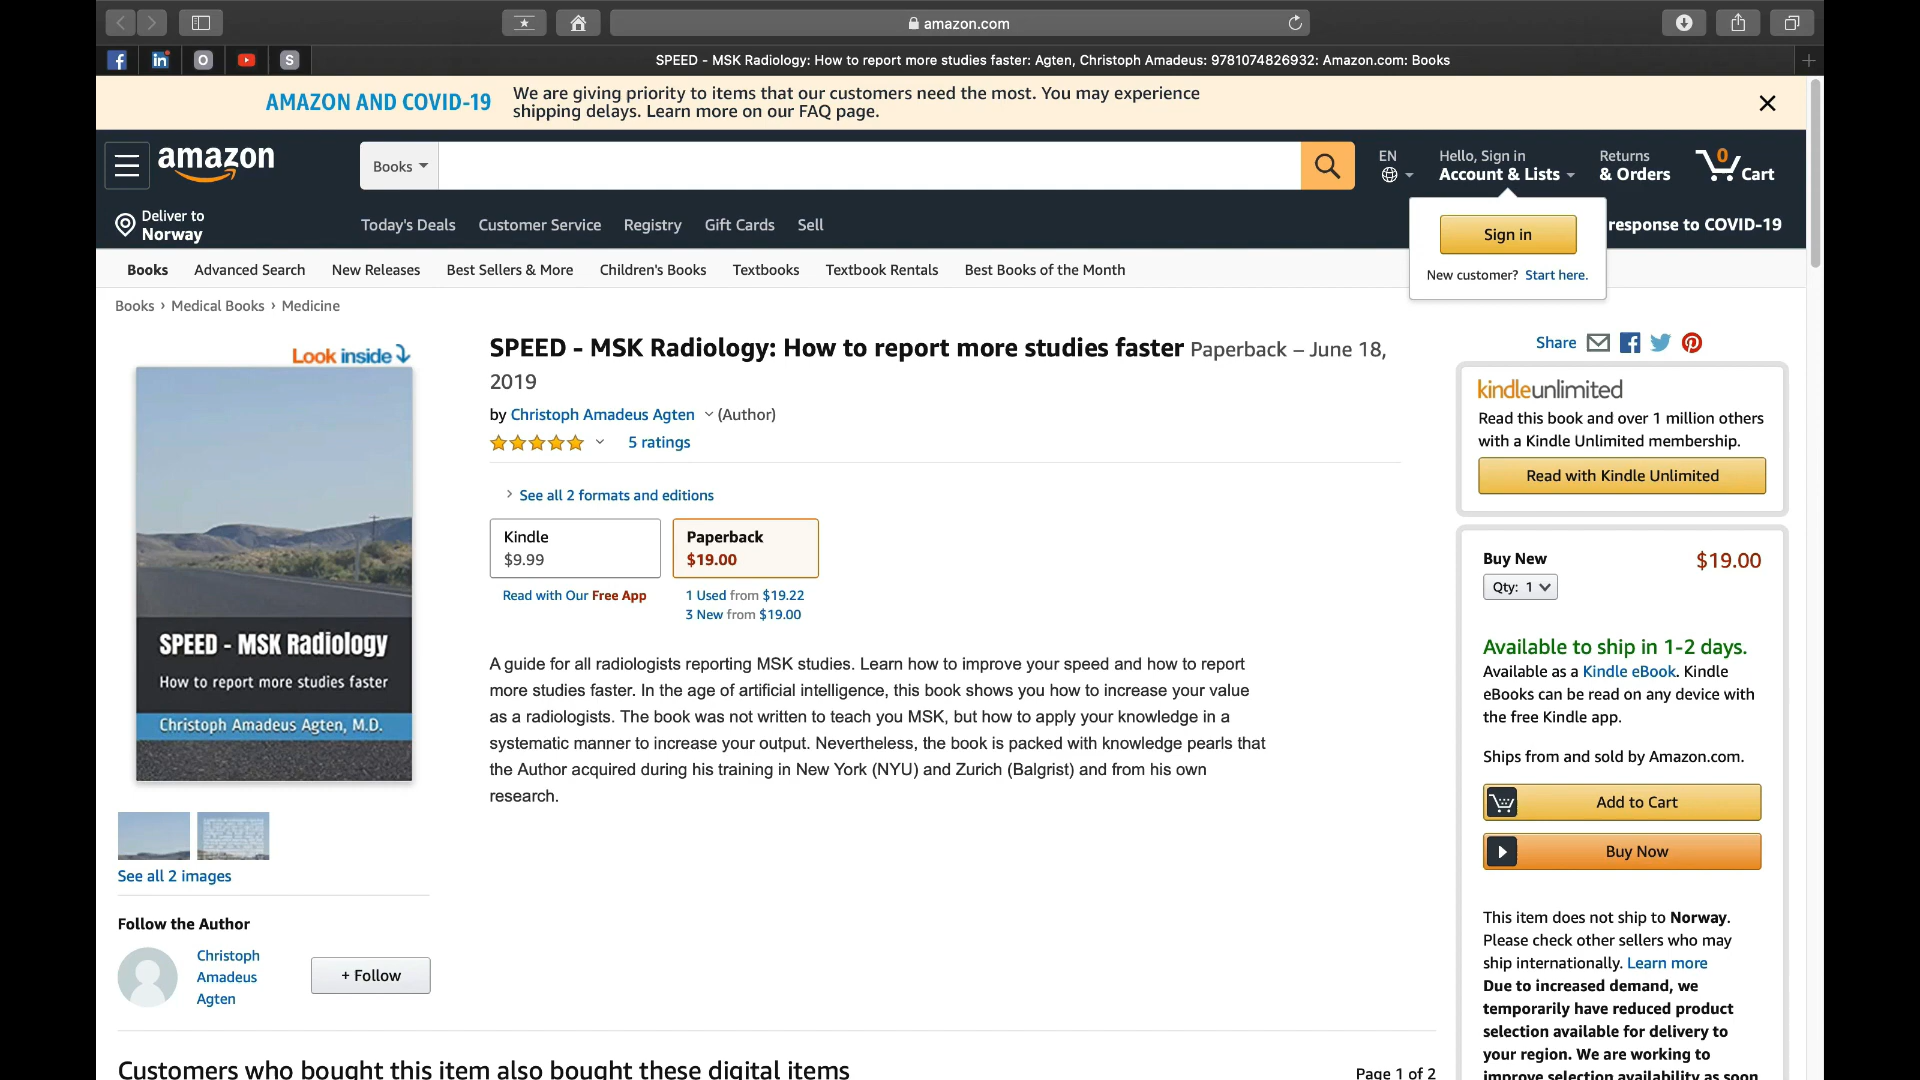 amazon.com
SPEED - MSK Radiology: How to report more studies faster: Agten, Christoph Amadeus: 9781074826932: Amazon.com: Books
O
S
AMAZON AND COVID-19
We are giving priority to items that our customers need the most. You may experience
shipping delays. Learn more on our FAQ page.
amazon
Books
EN
Hello, Sign in
Account & Lists
Returns
& Orders
0
Cart
Deliver to
Norway
Today's Deals
Customer Service
Registry
Gift Cards
Sell
response to COVID-19
Sign in
New customer? Start here.
Books
Advanced Search
New Releases
Best Sellers & More
Children's Books
Textbooks
Textbook Rentals
Best Books of the Month
Books › Medical Books › Medicine
Look inside
SPEED - MSK Radiology
How to report more studies faster
Christoph Amadeus Agten, M.D.
See all 2 images
Follow the Author
Christoph
Amadeus
Agten
+ Follow
SPEED - MSK Radiology: How to report more studies faster Paperback – June 18,
2019
by Christoph Amadeus Agten (Author)
5 ratings
See all 2 formats and editions
Kindle
$9.99
Read with Our Free App
Paperback
$19.00
1 Used from $19.22
3 New from $19.00
A guide for all radiologists reporting MSK studies. Learn how to improve your speed and how to report
more studies faster. In the age of artificial intelligence, this book shows you how to increase your value
as a radiologists. The book was not written to teach you MSK, but how to apply your knowledge in a
systematic manner to increase your output. Nevertheless, the book is packed with knowledge pearls that
the Author acquired during his training in New York (NYU) and Zurich (Balgrist) and from his own
research.
Share
kindleunlimited
Read this book and over 1 million others
with a Kindle Unlimited membership.
Read with Kindle Unlimited
Buy New
$19.00
Qty: 1
Available to ship in 1-2 days.
Available as a Kindle eBook. Kindle
eBooks can be read on any device with
the free Kindle app.
Ships from and sold by Amazon.com.
Add to Cart
Buy Now
This item does not ship to Norway.
Please check other sellers who may
ship internationally. Learn more
Due to increased demand, we
temporarily have reduced product
selection available for delivery to
your region. We are working to
improve selection availability as soon
Customers who bought this item also bought these digital items
Page 1 of 2